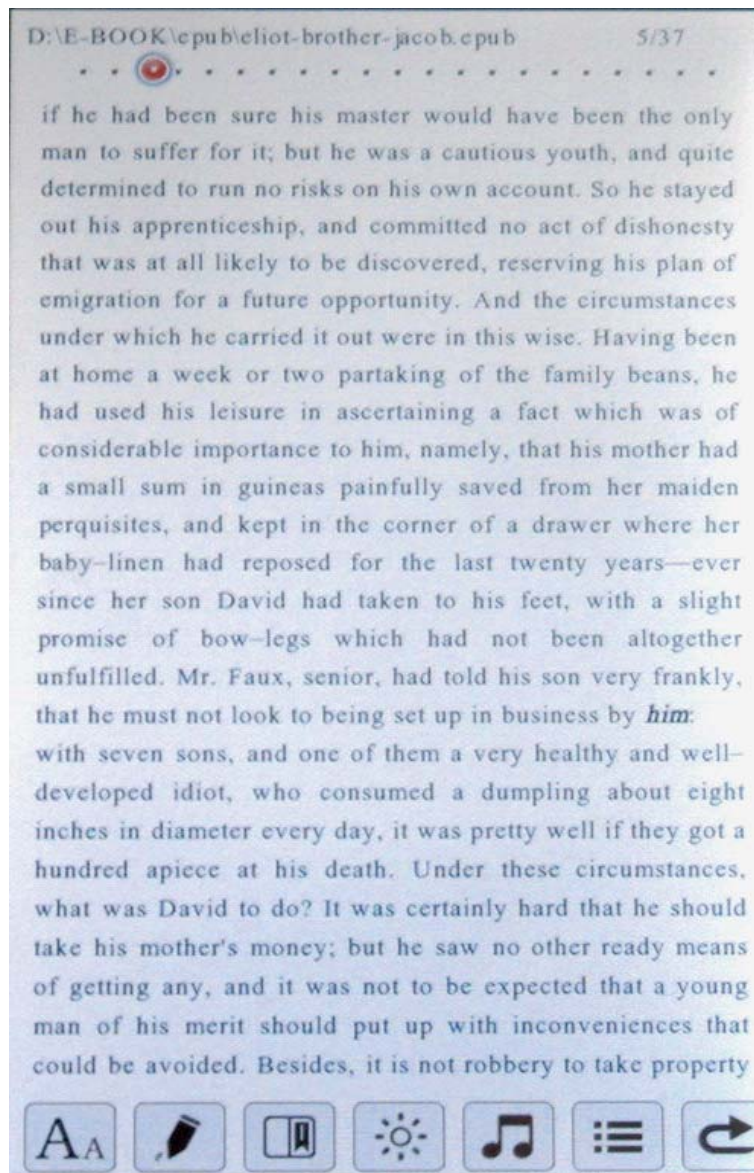 D:\E-BOOK\epub\eliot-brother-jacob.epub 5/37
if he had been sure his master would have been the only
man to suffer for it; but he was a cautious youth, and quite
determined to run no risks on his own account. So he stayed
out his apprenticeship, and committed no act of dishonesty
that was at all likely to be discovered, reserving his plan of
emigration for a future opportunity. And the circumstances
under which he carried it out were in this wise. Having been
at home a week or two partaking of the family beans, he
had used his leisure in ascertaining a fact which was of
considerable importance to him, namely, that his mother had
a small sum in guineas painfully saved from her maiden
perquisites, and kept in the corner of a drawer where her
baby-linen had reposed for the last twenty years—ever
since her son David had taken to his feet, with a slight
promise of bow-legs which had not been altogether
unfulfilled. Mr. Faux, senior, had told his son very frankly,
that he must not look to being set up in business by him:
with seven sons, and one of them a very healthy and well-
developed idiot, who consumed a dumpling about eight
inches in diameter every day, it was pretty well if they got a
hundred apiece at his death. Under these circumstances,
what was David to do? It was certainly hard that he should
take his mother's money; but he saw no other ready means
of getting any, and it was not to be expected that a young
man of his merit should put up with inconveniences that
could be avoided. Besides, it is not robbery to take property
AA